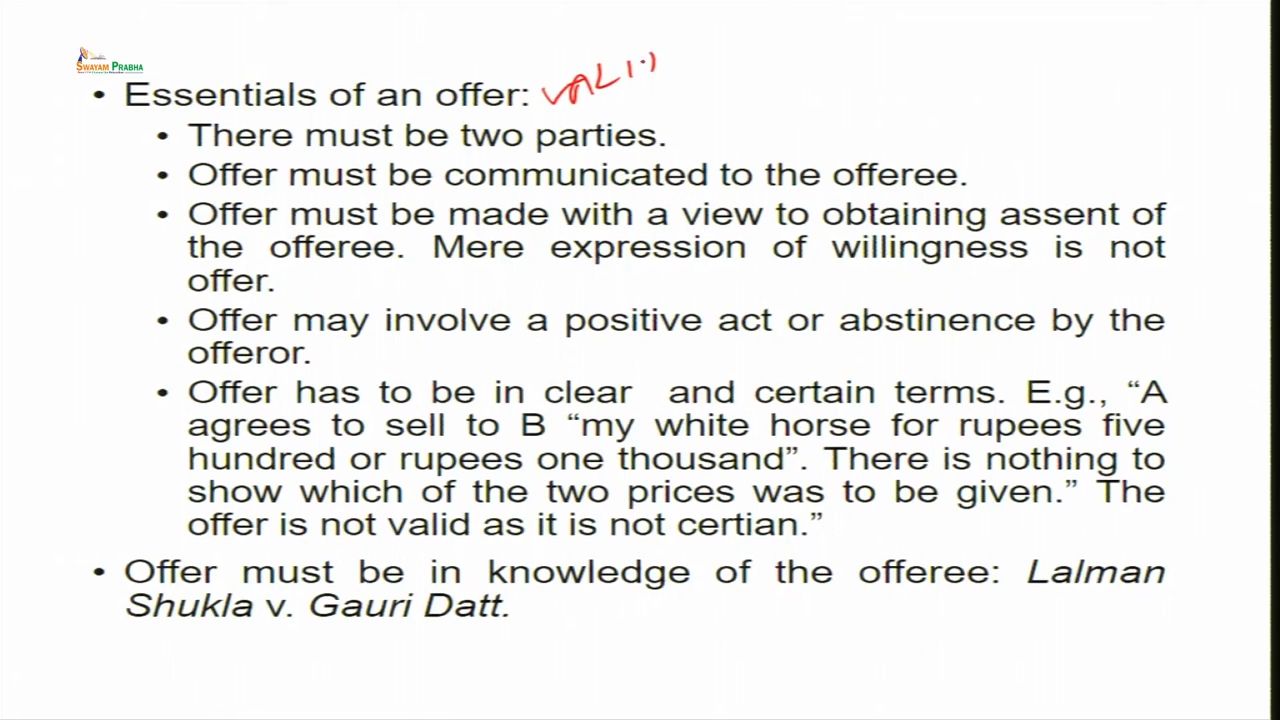 SWAYAM PRABHA
• Essentials of an offer:
• There must be two parties.
• Offer must be communicated to the offeree.
• Offer must be made with a view to obtaining assent of
the offeree. Mere expression of willingness is not
offer.
• Offer may involve a positive act or abstinence by the
offeror.
• Offer has to be in clear and certain terms. E.g., “A
agrees to sell to B “my white horse for rupees five
hundred or rupees one thousand”. There is nothing to
show which of the two prices was to be given.” The
offer is not valid as it is not certian.”
• Offer must be in knowledge of the offeree: Lalman
Shukla v. Gauri Datt.